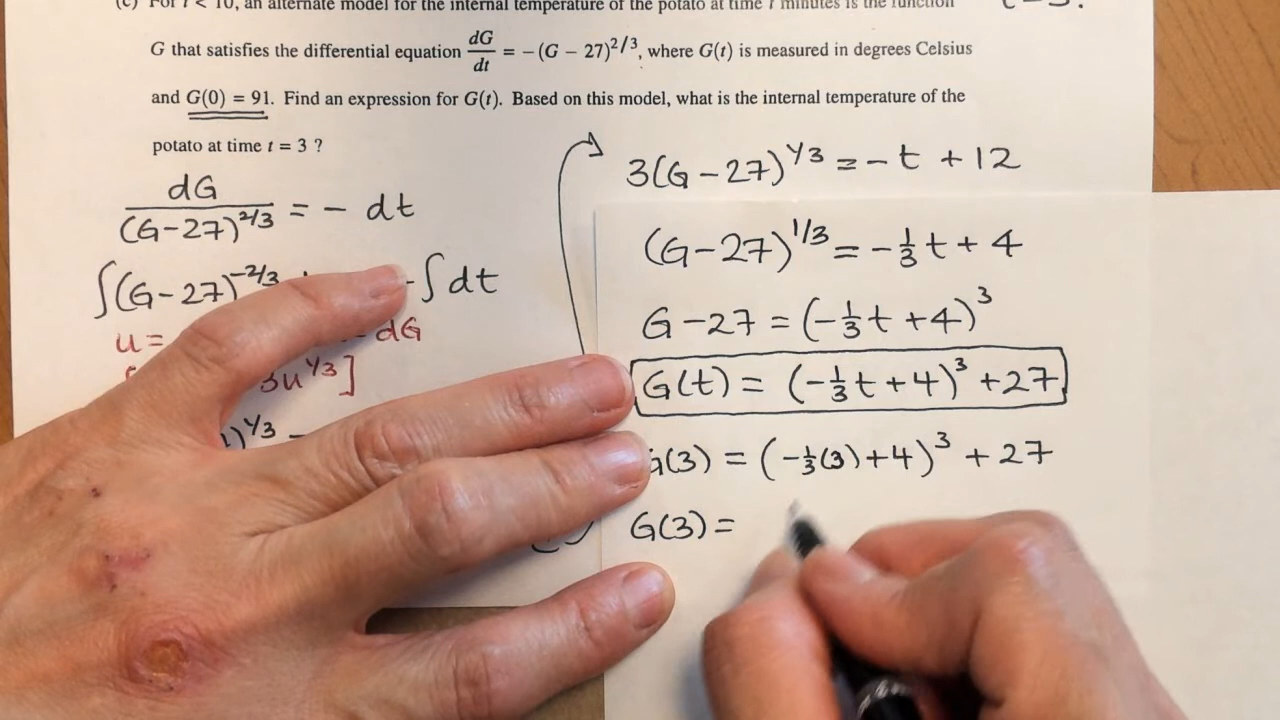 (c) For t < 10, an alternate model for the internal temperature of the potato at time t minutes is the function
G that satisfies the differential equation dG/dt = −(G − 27)^2/3, where G(t) is measured in degrees Celsius
and G(0) = 91. Find an expression for G(t). Based on this model, what is the internal temperature of the
potato at time t = 3 ?
dG/(G-27)^2/3 = - dt
∫(G-27)^-2/3 -∫dt
u= dG
3u^1/3]
)^1/3
3(G-27)^1/3 = -t +12
(G-27)^1/3 = -1/3t + 4
G-27 = (-1/3t +4)^3
G(t) = (-1/3t+4)^3 +27
G(3) = (-1/3(3)+4)^3 +27
G(3) =